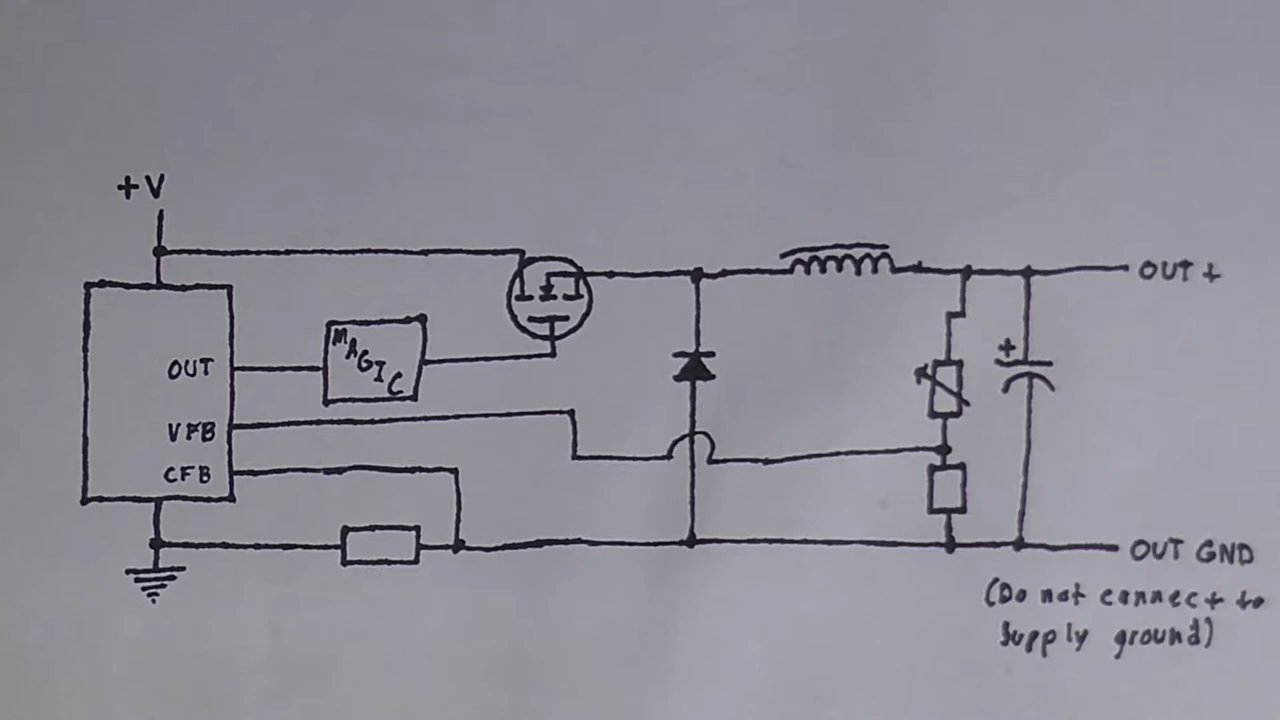 +V
OUT +
MAGIC
OUT
VFB
CFB
+
OUT GND
(Do not connect to
supply ground)